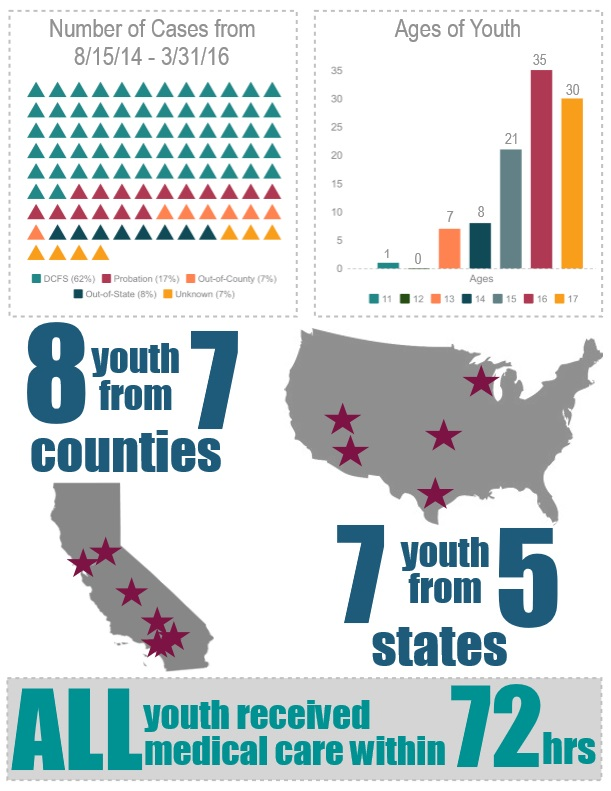 Number of Cases from
8/15/14 - 3/31/16
DCFS (62%) Probation (17%) Out-of-County (7%)
Out-of-State (8%) Unknown (7%)
Ages of Youth
35
30
25
20
15
10
5
0
1
0
7
8
21
35
30
Ages
11 12 13 14 15 16 17
8 youth from 7
counties
7 youth from 5
states
ALL youth received
medical care within 72hrs